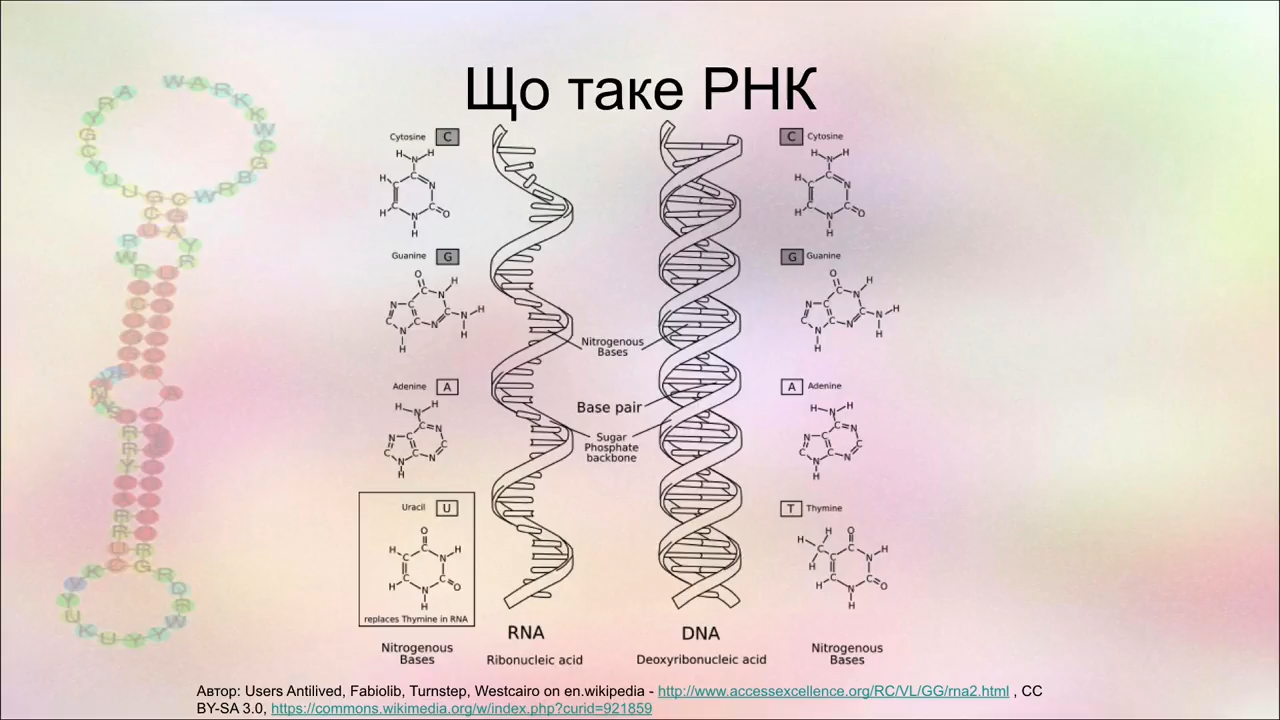 Що таке РНК
Cytosine C
Guanine G
Adenine A
Uracil U
replaces Thymine in RNA
Nitrogenous
Bases
RNA
Ribonucleic acid
Nitrogenous
Bases
Base pair
Sugar
Phosphate
backbone
DNA
Deoxyribonucleic acid
C Cytosine
G Guanine
A Adenine
T Thymine
Nitrogenous
Bases
Автор: Users Antilived, Fabiolib, Turnstep, Westcairo on en.wikipedia - http://www.accessexcellence.org/RC/VL/GG/rna2.html , CC
BY-SA 3.0, https://commons.wikimedia.org/w/index.php?curid=921859